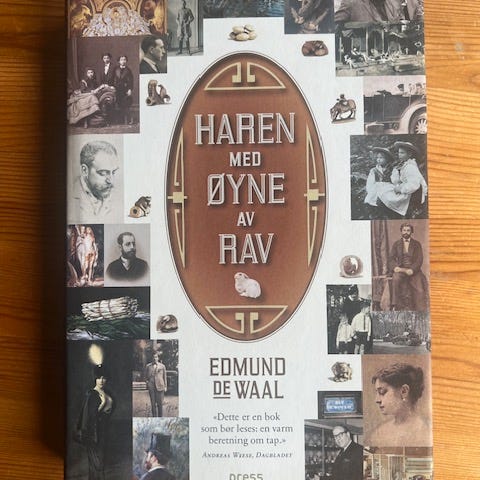 HAREN
MED
ØYNE
AV
RAV
EDMUND
DE WAAL
«Dette er en bok
som bør leses: en varm
beretning om tap.»
ANDREAS WIESE, DAGBLADET
press